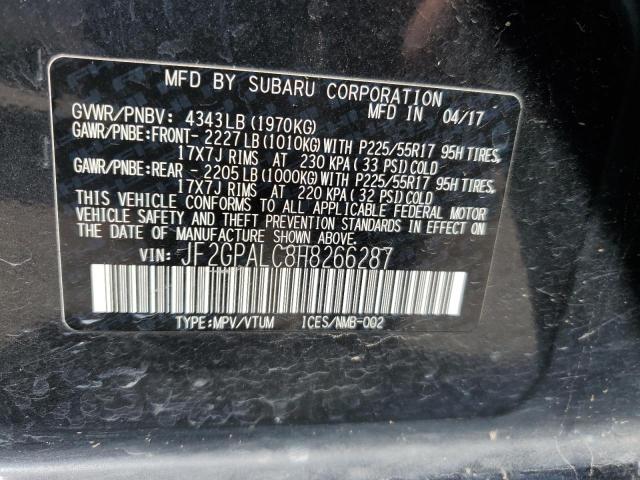 MFD BY SUBARU CORPORATION
GVWR/PNBV: 4343LB(1970KG) MFD IN 04/17
GAWR/PNBE:FRONT-2227LB(1010KG)WITH P225/55R17 95H TIRES,
17X7J RIMS AT 230 KPA(33 PSI)COLD
GAWR/PNBE:REAR -2205LB(1000KG)WITH P225/55R17 95H TIRES,
17X7J RIMS AT 220 KPA(32 PSI)COLD
THIS VEHICLE CONFORMS TO ALL APPLICABLE FEDERAL MOTOR
VEHICLE SAFETY AND THEFT PREVENTION STANDARDS IN EFFECT ON
THE DATE OF MANUFACTURE SHOWN ABOVE.
VIN: JF2GPALC8H8266287
TYPE:MPV/VTUM ICES/NMB-002